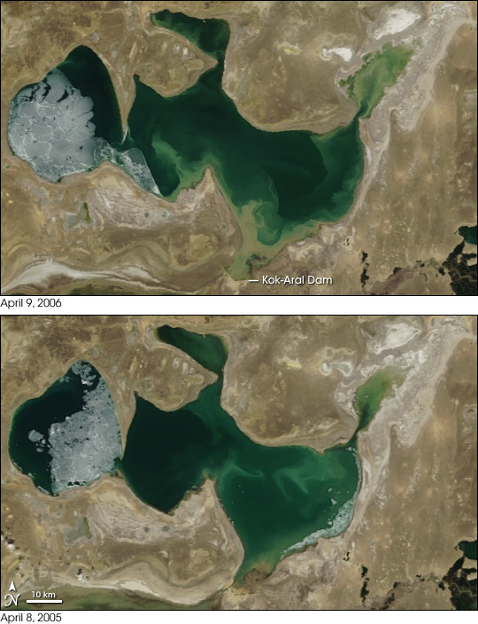 Kok-Aral Dam
April 9, 2006
N
10 km
April 8, 2005